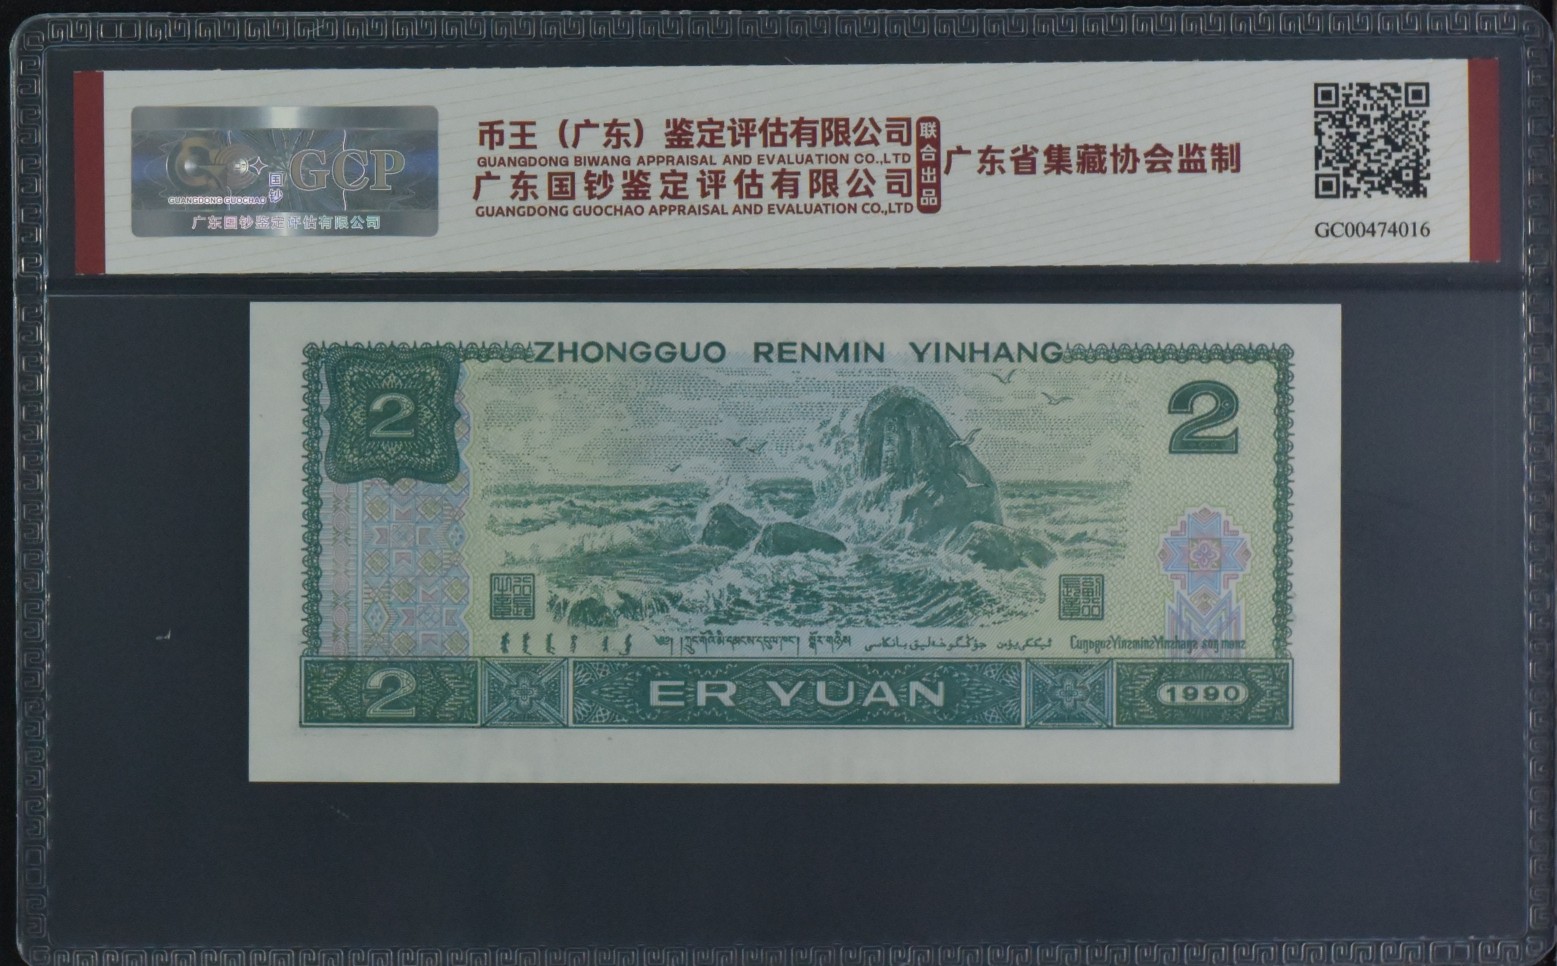 币王（广东）鉴定评估有限公司
GUANGDONG BIWANG APPRAISAL AND EVALUATION CO.,LTD
广东国钞鉴定评估有限公司
GUANGDONG GUOCHAO APPRAISAL AND EVALUATION CO.,LTD
联合出品
广东省集藏协会监制
GCP
国钞
GUANGDONG GUOCHAO
广东国钞鉴定评估有限公司
GC00474016
ZHONGGUO RENMIN YINHANG
2
2
2
ER YUAN
1990